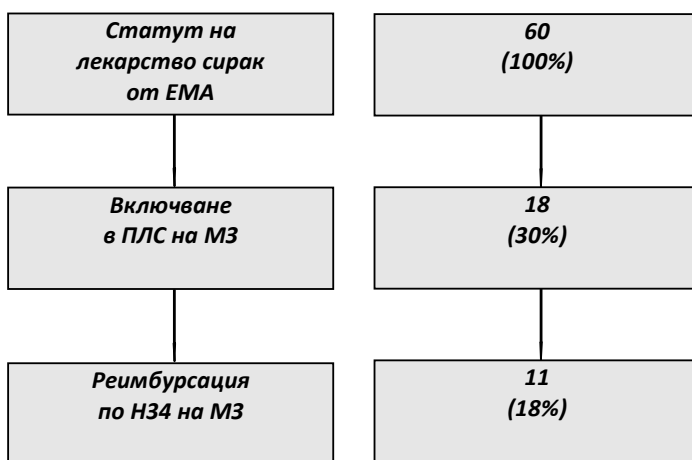 Статут на
лекарство сирак
от ЕМА
60
(100%)
Включване
в ПЛС на МЗ
18
(30%)
Реимбурсация
по Н34 на МЗ
11
(18%)